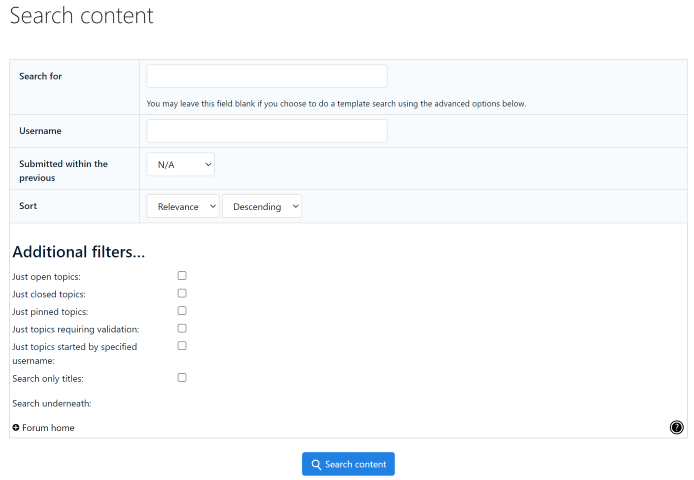 Search content
Search for
You may leave this field blank if you choose to do a template search using the advanced options below.
Username
Submitted within the
previous
N/A
Sort
Relevance
Descending
Additional filters...
Just open topics:
Just closed topics:
Just pinned topics:
Just topics requiring validation:
Just topics started by specified
username:
Search only titles:
Search underneath:
Forum home
?
Search content